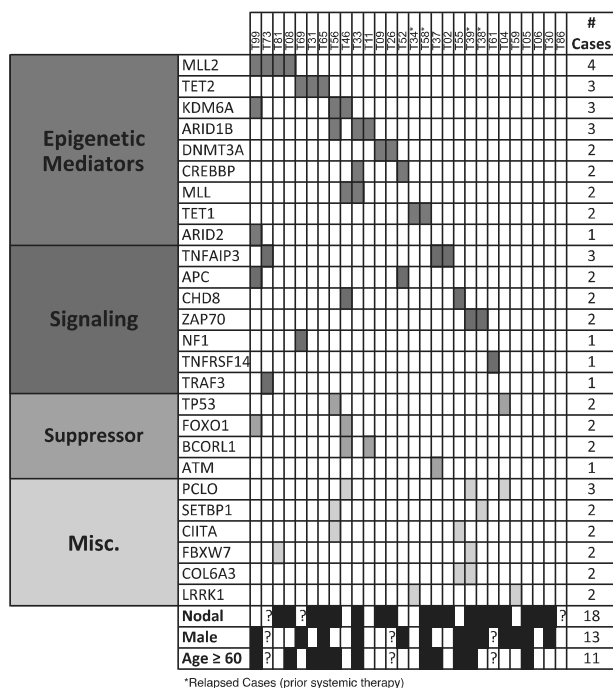 T99 T73 T81 T08 T69 T31 T65 T56 T46 T33 T11 T09 T26 T52 T34* T58* T37 T02 T55 T39* T38* T61 T04 T59 T05 T06 T30 T86 # Cases
Epigenetic Mediators
MLL2 4
TET2 3
KDM6A 3
ARID1B 3
DNMT3A 2
CREBBP 2
MLL 2
TET1 2
ARID2 1
Signaling
TNFAIP3 3
APC 2
CHD8 2
ZAP70 2
NF1 1
TNFRSF14 1
TRAF3 1
Suppressor
TP53 2
FOXO1 2
BCORL1 2
ATM 1
Misc.
PCLO 3
SETBP1 2
CIITA 2
FBXW7 2
COL6A3 2
LRRK1 2
Nodal ? ? ? 18
Male ? ? ? 13
Age ≥ 60 ? ? ? 11
*Relapsed Cases (prior systemic therapy)